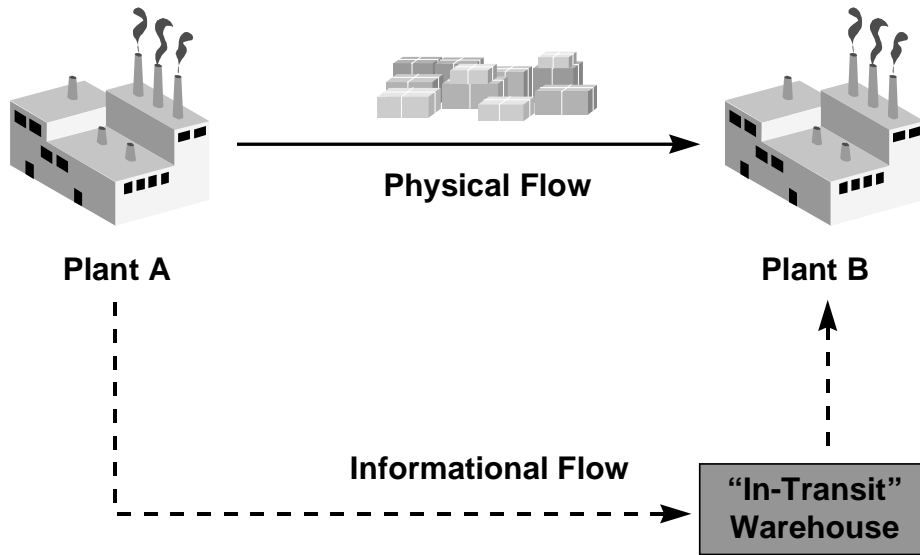 Physical Flow
Plant A
Plant B
Informational Flow
“In-Transit”
Warehouse